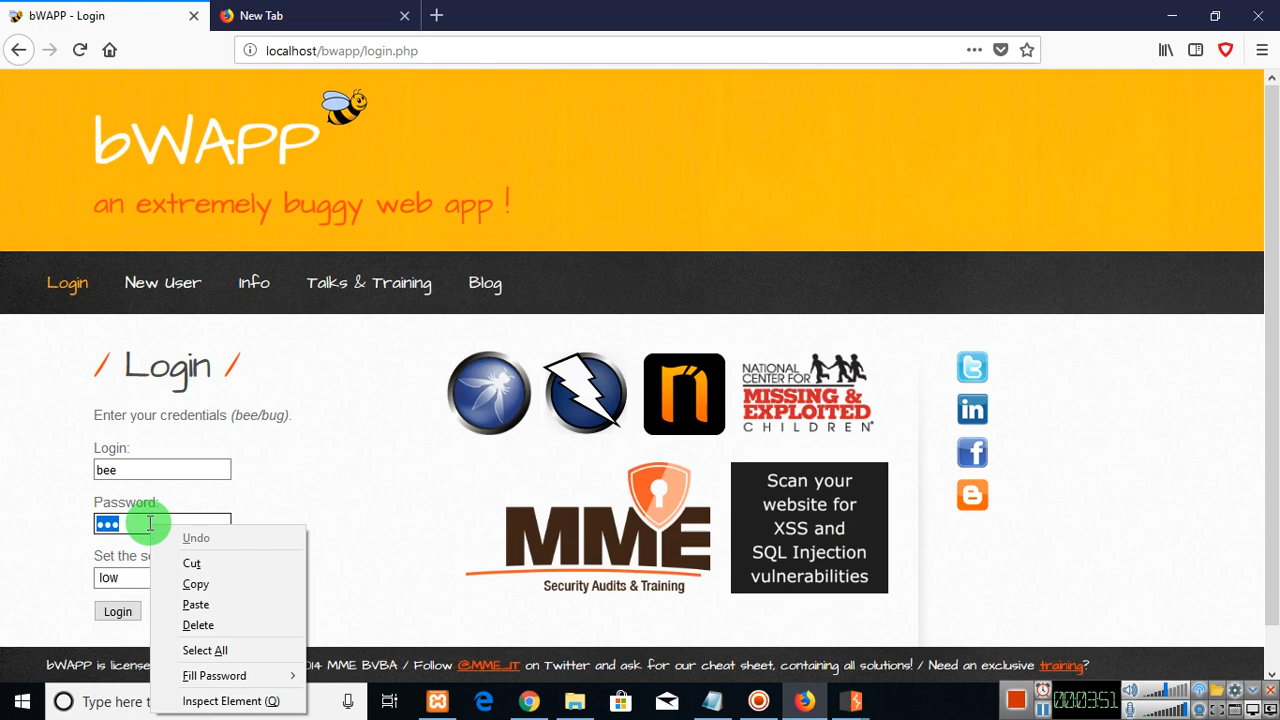 bWAPP - Login
New Tab
localhost/bwapp/login.php
bWAPP
an extremely buggy web app !
Login
New User
Info
Talks & Training
Blog
/ Login /
Enter your credentials (bee/bug).
Login:
bee
Password:
Set the se
low
Login
Undo
Cut
Copy
Paste
Delete
Select All
Fill Password
Inspect Element (Q)
NATIONAL
CENTER FOR
MISSING &
EXPLOITED
CHILDREN®
MME
Security Audits & Training
Scan your
website for
XSS and
SQL Injection
vulnerabilities
bWAPP is license
014 MME BVBA / Follow @MME_IT on Twitter and ask for our cheat sheet, containing all solutions! / Need an exclusive training?
Type here t
00:03:51